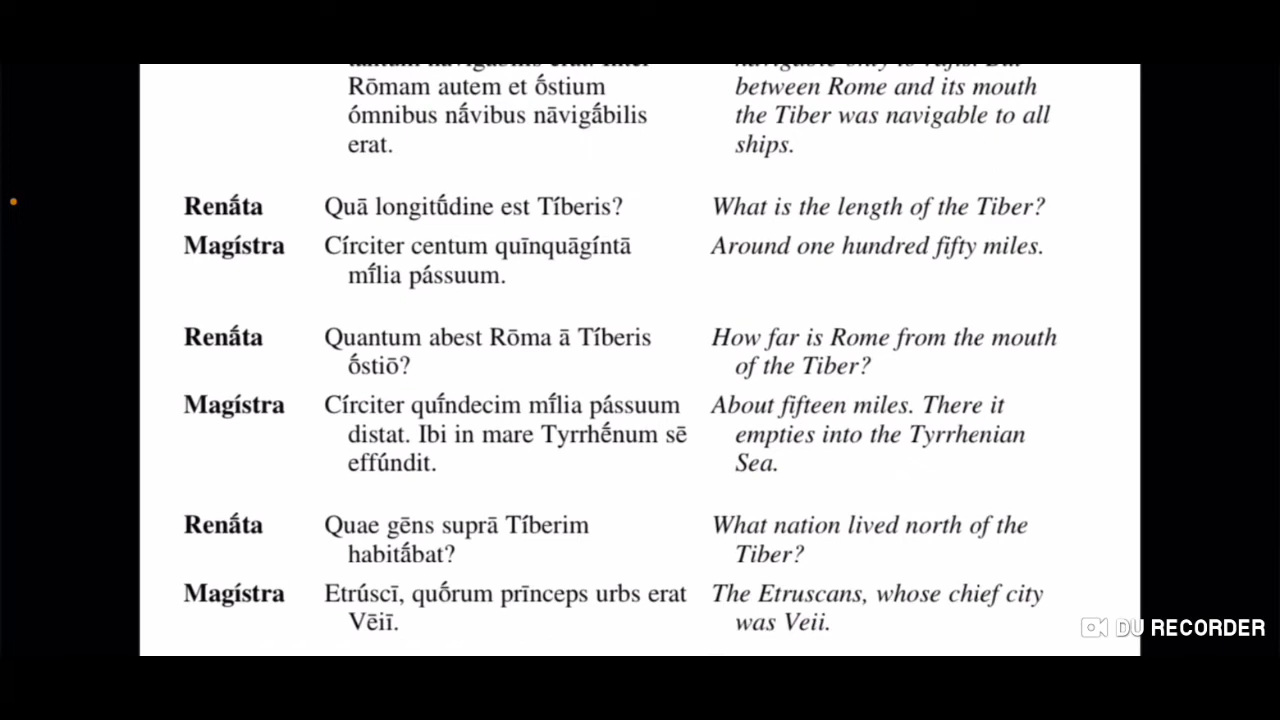 Rōmam autem et ṓstium
ómnibus nā́vibus nāvigā́bilis
erat.
navigable only to rafts. But
between Rome and its mouth
the Tiber was navigable to all
ships.
Renā́ta Quā longitū́dine est Tíberis? What is the length of the Tiber?
Magístra Círciter centum quīnquāgíntā Around one hundred fifty miles.
mī́lia pássuum.
Renā́ta Quantum abest Rōma ā Tíberis How far is Rome from the mouth
ṓstiō? of the Tiber?
Magístra Círciter quī́ndecim mī́lia pássuum About fifteen miles. There it
distat. Ibi in mare Tyrrhḗnum sē empties into the Tyrrhenian
effúndit. Sea.
Renā́ta Quae gēns suprā Tíberim What nation lived north of the
habitā́bat? Tiber?
Magístra Etrúscī, quṓrum prīnceps urbs erat The Etruscans, whose chief city
Vēiī. was Veii.
DU RECORDER